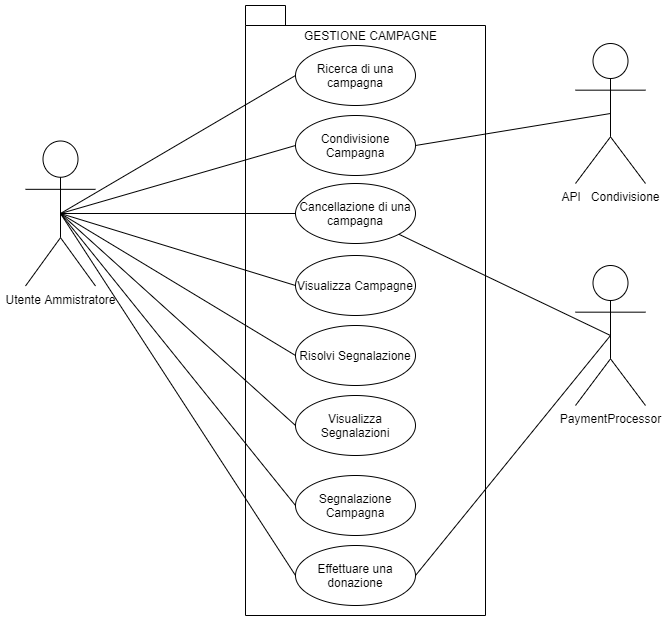 GESTIONE CAMPAGNE
Ricerca di una
campagna
Condivisione
Campagna
Cancellazione di una
campagna
Visualizza Campagne
Risolvi Segnalazione
Visualizza
Segnalazioni
Segnalazione
Campagna
Effettuare una
donazione
Utente Ammistratore
API Condivisione
PaymentProcessor